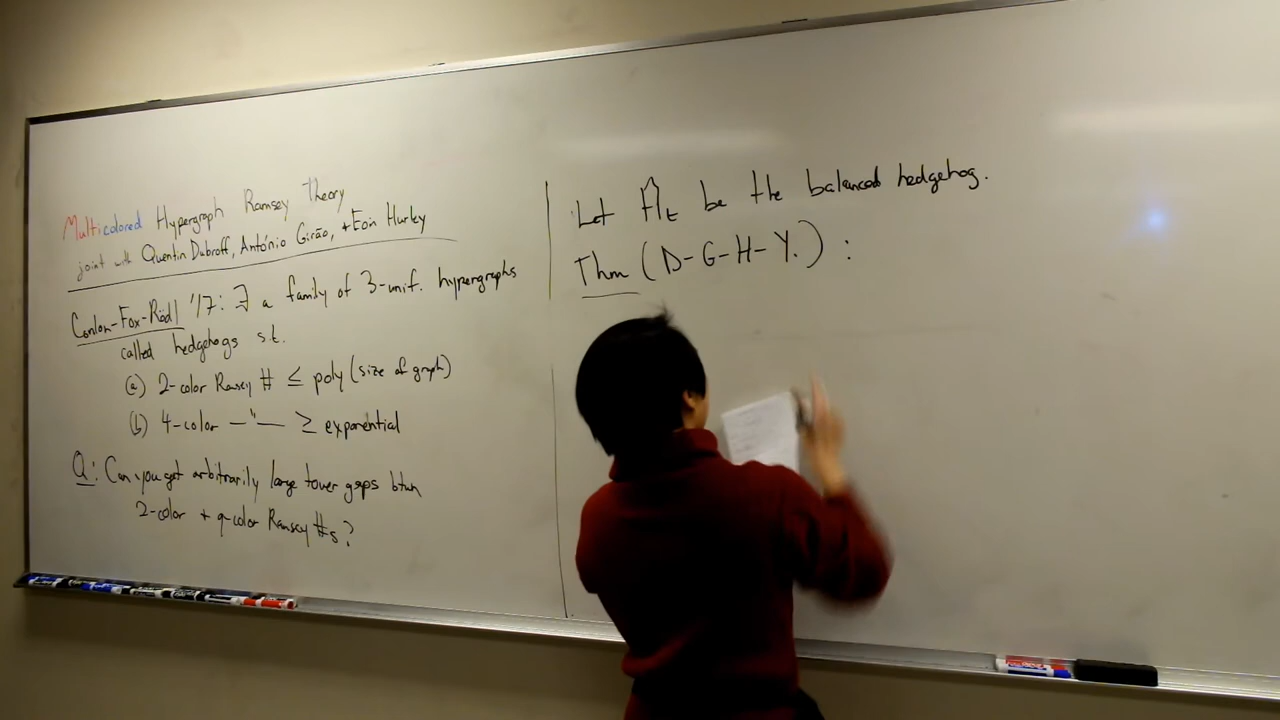 Multicolored Hypergraph Ramsey Theory
joint with Quentin Dubroff, António Girão, + Eoin Hurley
Conlon-Fox-Rödl '17: ∃ a family of 3-unif. hypergraphs
called hedgehogs s.t.
(a) 2-color Ramsey # ≤ poly (size of graph)
(b) 4-color —"— ≥ exponential
Q: Can you get arbitrarily large tower gaps btwn
2-color + q-color Ramsey #s?
Let Ĥ_t be the balanced hedgehog.
Thm (D-G-H-Y.) :